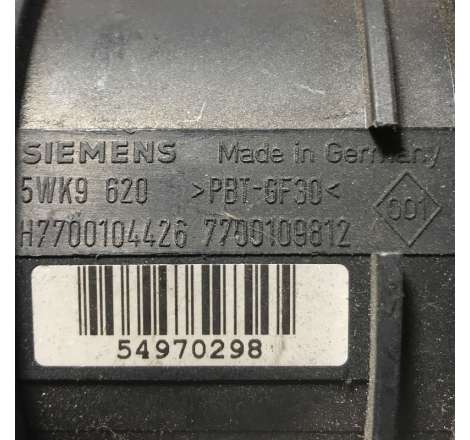 SIEMENS Made in Germany
5WK9 620 >PBT-GF30<
001
H7700104426 7700109812
54970298